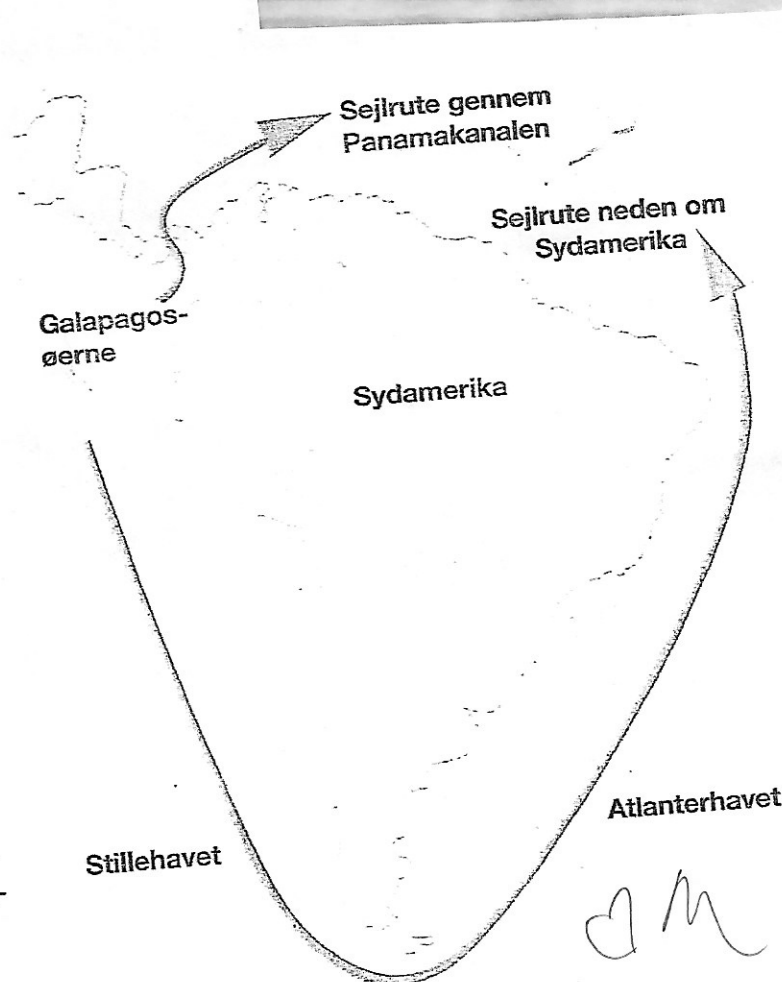 Sejlrute gennem
Panamakanalen
Sejlrute neden om
Sydamerika
Galapagos-
øerne
Sydamerika
Atlanterhavet
Stillehavet